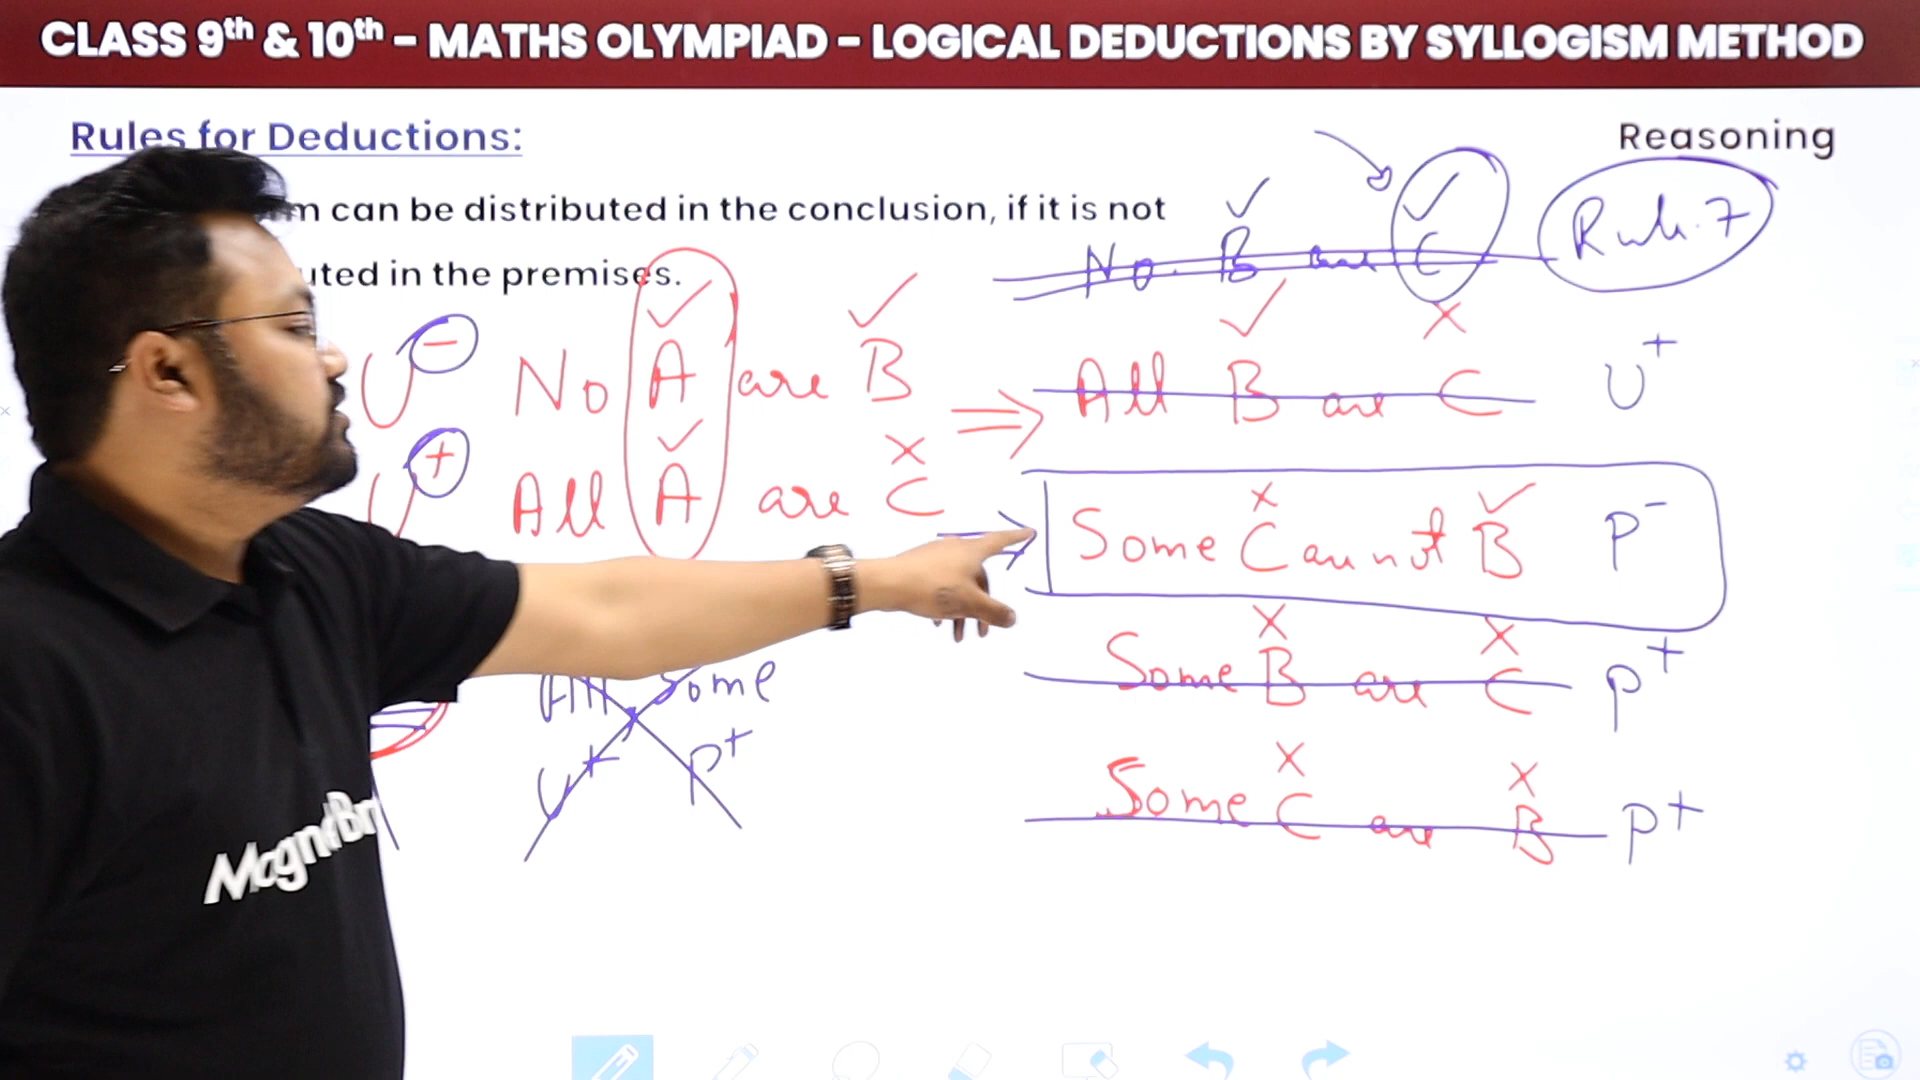 CLASS 9th & 10th – MATHS OLYMPIAD – LOGICAL DEDUCTIONS BY SYLLOGISM METHOD
Rules for Deductions:
Reasoning
m can be distributed in the conclusion, if it is not
uted in the premises.
Rule. 7
No. B are C
U - No A are B
All B are C U+
U + All A are C
Some C are not B P-
All Some
Some B are C P+
U+ P+
Some C are B P+
MagnetBr